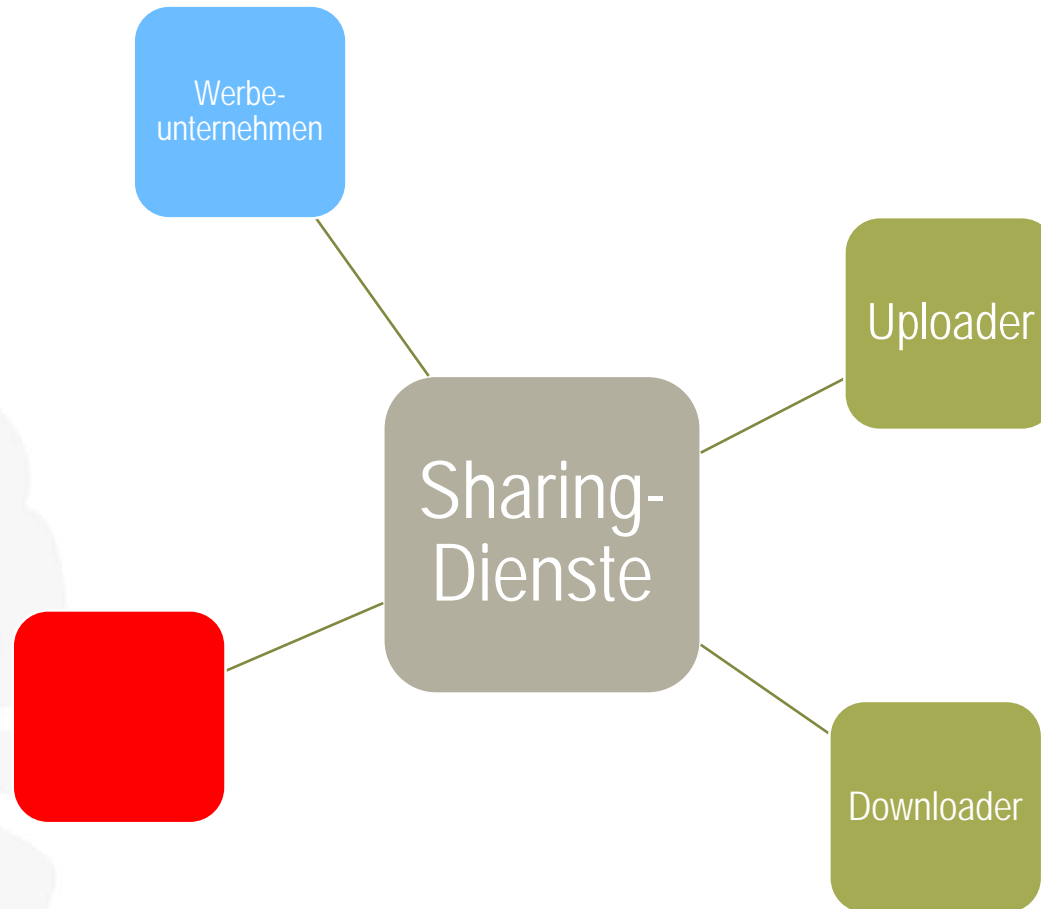 Werbe-
unternehmen
Uploader
Sharing-
Dienste
Downloader